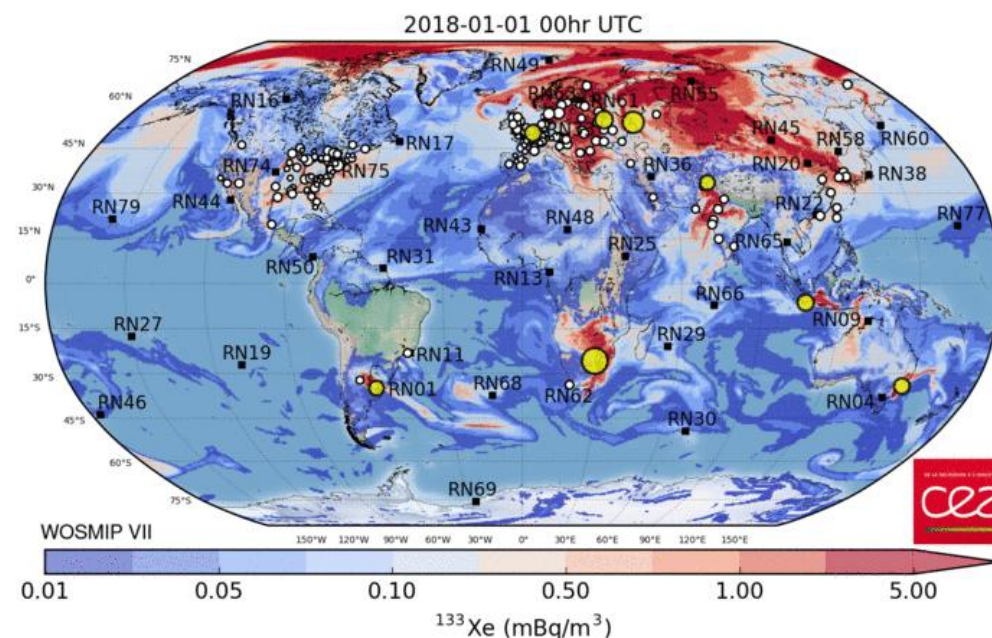 2018-01-01 00hr UTC
75°N
RN49
60°N
RN16
RN63
RN61
RN55
45°N
RN17
RN45
RN58
RN60
RN74
RN75
RN36
RN20
RN38
30°N
RN79
RN44
RN43
RN48
RN22
RN77
15°N
RN50
RN31
RN13
RN25
RN65
0°
RN66
RN09
15°S
RN27
RN19
RN11
RN29
30°S
RN46
RN01
RN68
RN62
RN04
45°S
RN30
60°S
RN69
75°S
cea
WOSMIP VII
150°W 120°W 90°W 60°W 30°W 0° 30°E 60°E 90°E 120°E 150°E
0.01 0.05 0.10 0.50 1.00 5.00
¹³³Xe (mBq/m³)